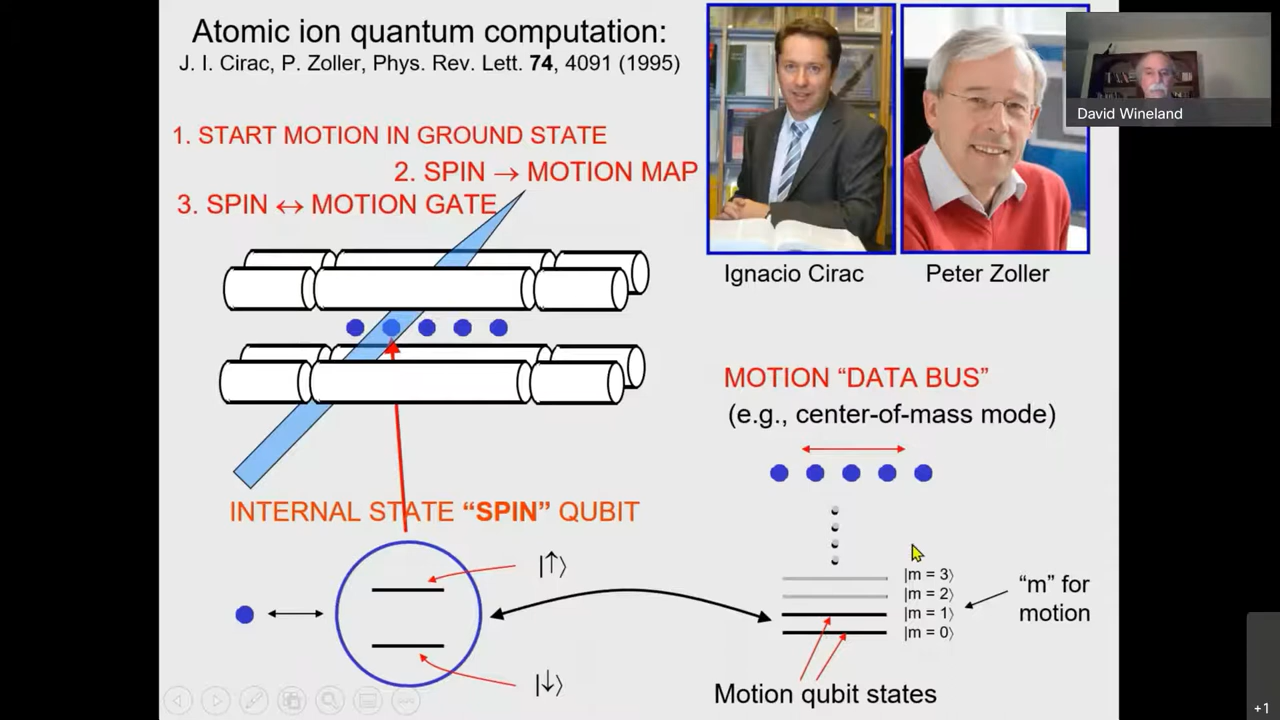 Atomic ion quantum computation:
J. I. Cirac, P. Zoller, Phys. Rev. Lett. 74, 4091 (1995)
1. START MOTION IN GROUND STATE
2. SPIN → MOTION MAP
3. SPIN ↔ MOTION GATE
Ignacio Cirac
Peter Zoller
David Wineland
MOTION “DATA BUS”
(e.g., center-of-mass mode)
INTERNAL STATE “SPIN” QUBIT
|↑⟩
|↓⟩
|m = 3⟩
|m = 2⟩
|m = 1⟩
|m = 0⟩
“m” for
motion
Motion qubit states
+1